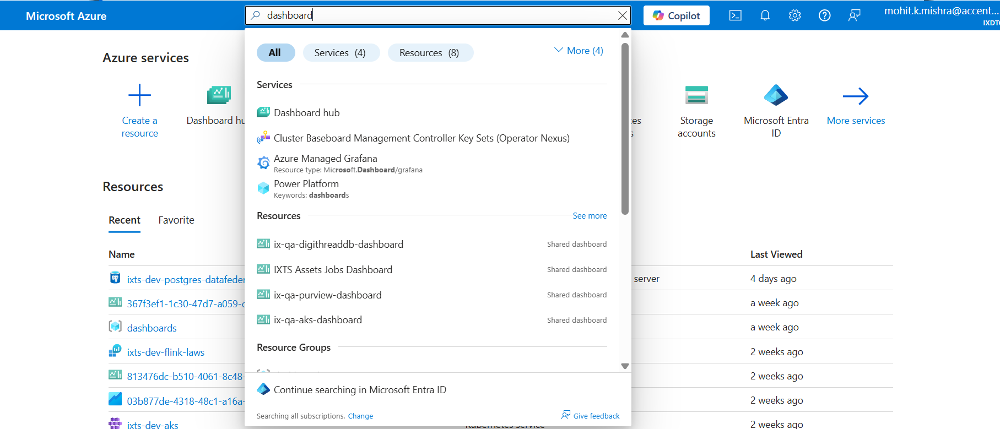 Microsoft Azure
dashboard
Copilot
mohit.k.mishra@accent...
All
Services (4)
Resources (8)
More (4)
Azure services
Create a
resource
Dashboard
Storage
accounts
Microsoft Entra
ID
More services
Services
Dashboard hub
Cluster Baseboard Management Controller Key Sets (Operator Nexus)
Azure Managed Grafana
Resource type: Microsoft.Dashboard/grafana
Power Platform
Keywords: dashboards
Resources
See more
ix-qa-digithreaddb-dashboard
Shared dashboard
IXTS Assets Jobs Dashboard
Shared dashboard
ix-qa-purview-dashboard
Shared dashboard
ix-qa-aks-dashboard
Shared dashboard
Resource Groups
Continue searching in Microsoft Entra ID
Searching all subscriptions. Change
Give feedback
Resources
Recent
Favorite
Name
Last Viewed
ixts-dev-postgres-datafeder
server
4 days ago
367f3ef1-1c30-47d7-a059-
a week ago
dashboards
a week ago
ixts-dev-flink-laws
2 weeks ago
813476dc-b510-4061-8c48-
2 weeks ago
03b877de-4318-48c1-a16a-
2 weeks ago
ixts-dev-aks
Kubernetes service
2 weeks ago